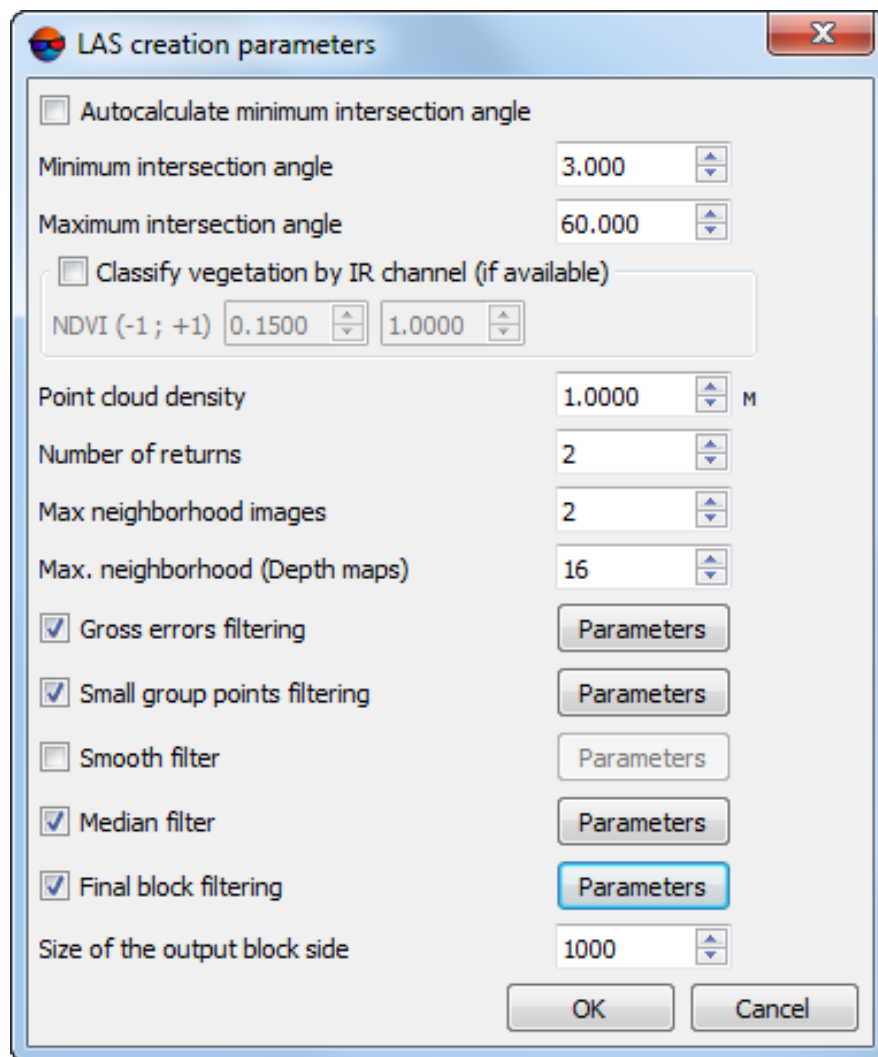 LAS creation parameters
Autocalculate minimum intersection angle
Minimum intersection angle 3.000
Maximum intersection angle 60.000
Classify vegetation by IR channel (if available)
NDVI (-1 ; +1) 0.1500 1.0000
Point cloud density 1.0000 м
Number of returns 2
Max neighborhood images 2
Max. neighborhood (Depth maps) 16
Gross errors filtering Parameters
Small group points filtering Parameters
Smooth filter Parameters
Median filter Parameters
Final block filtering Parameters
Size of the output block side 1000
OK Cancel